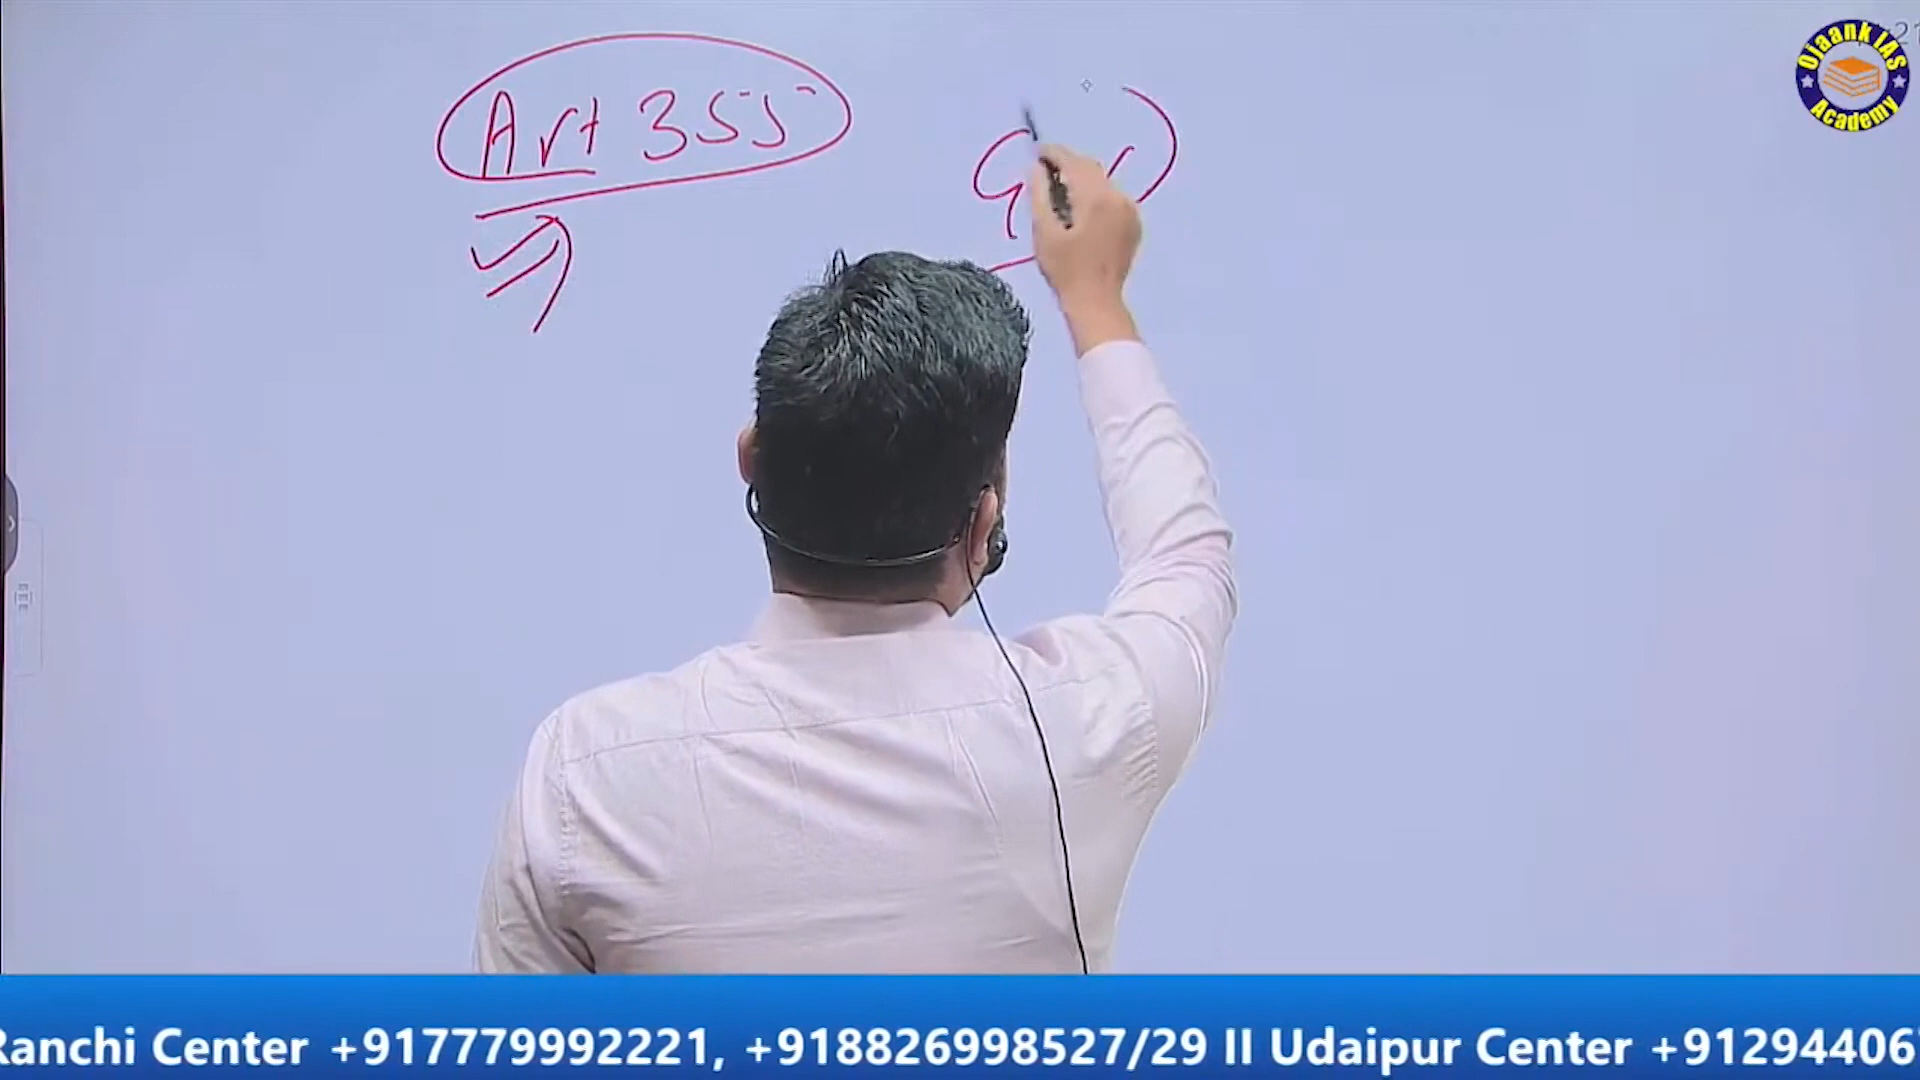 Art 355
Ojaank IAS
Academy
Ranchi Center +917779992221, +918826998527/29 II Udaipur Center +91294406